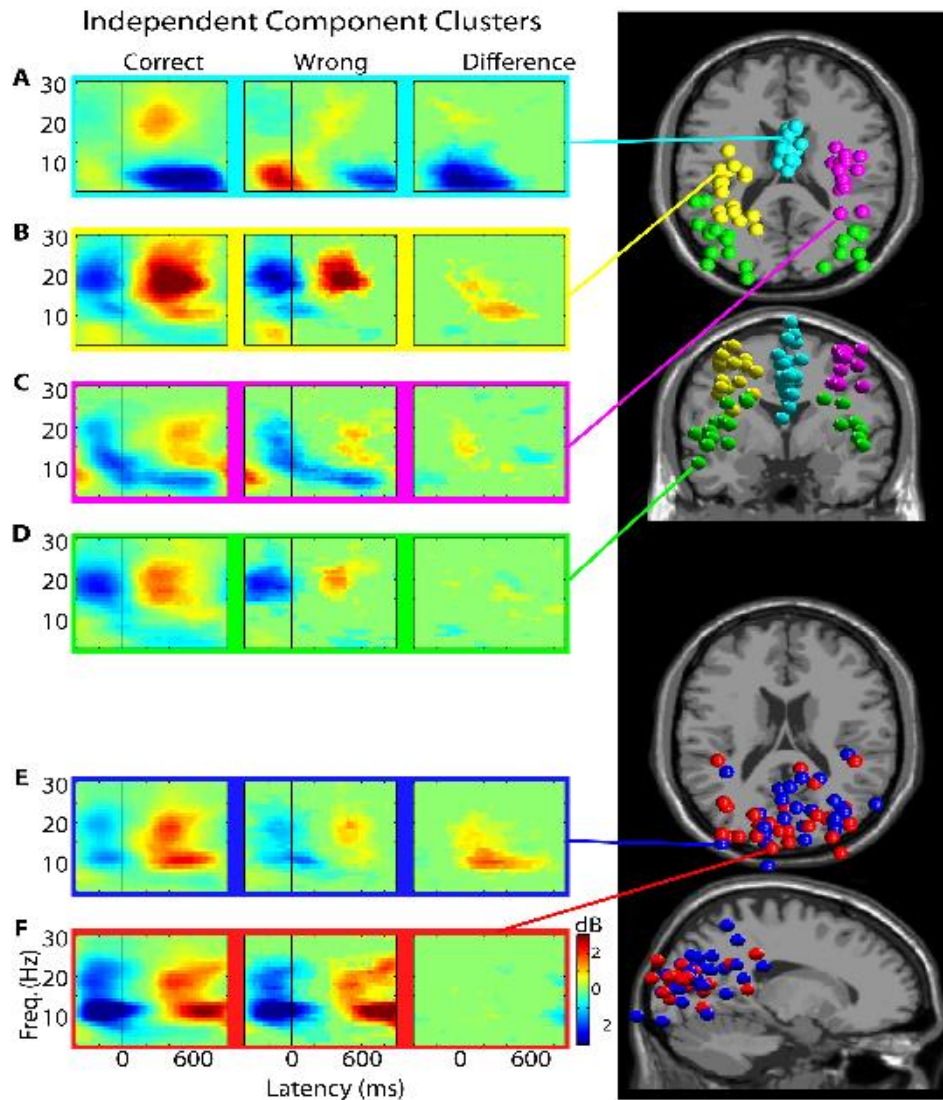 Independent Component Clusters
Correct Wrong Difference
A
30
20
10
B
30
20
10
C
30
20
10
D
30
20
10
E
30
20
10
F
30
20
10
Freq. (Hz)
dB
2
0
2
0 600 0 600 0 600
Latency (ms)